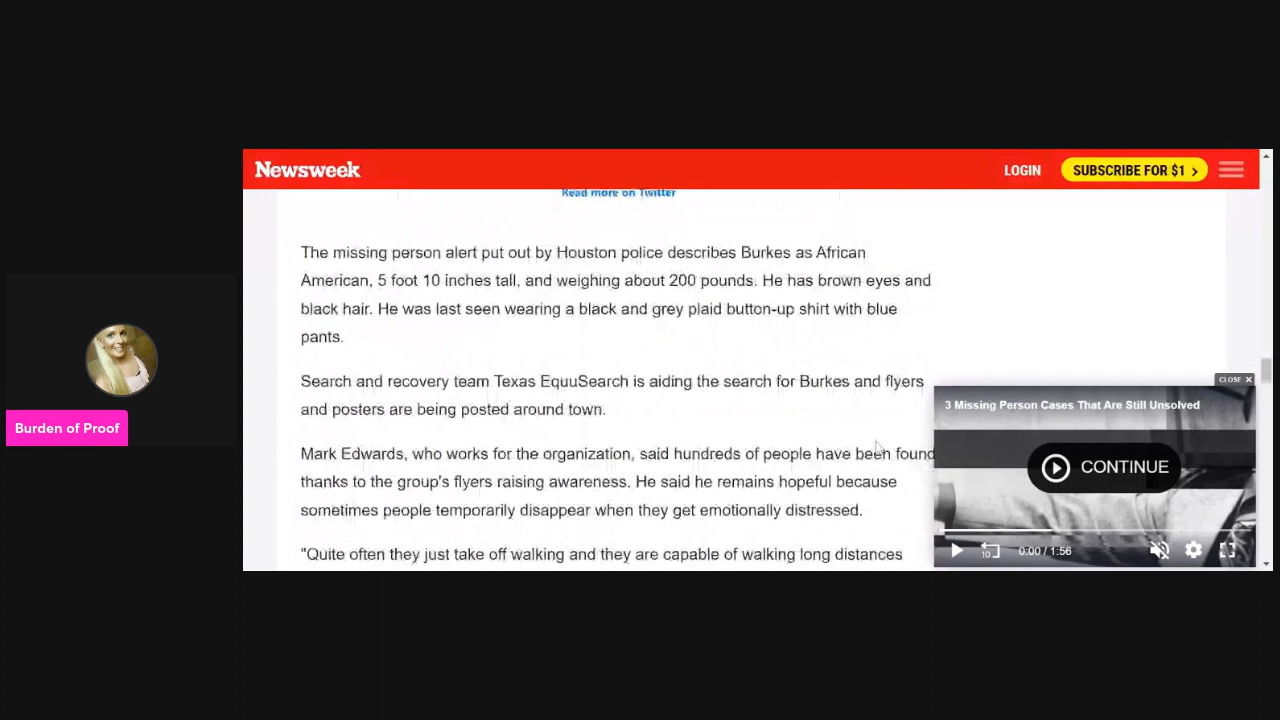 Newsweek
LOGIN
SUBSCRIBE FOR $1
Read more on Twitter
The missing person alert put out by Houston police describes Burkes as African
American, 5 foot 10 inches tall, and weighing about 200 pounds. He has brown eyes and
black hair. He was last seen wearing a black and grey plaid button-up shirt with blue
pants.
Search and recovery team Texas EquuSearch is aiding the search for Burkes and flyers
and posters are being posted around town.
Mark Edwards, who works for the organization, said hundreds of people have been found
thanks to the group's flyers raising awareness. He said he remains hopeful because
sometimes people temporarily disappear when they get emotionally distressed.
"Quite often they just take off walking and they are capable of walking long distances
CLOSE X
3 Missing Person Cases That Are Still Unsolved
CONTINUE
10
0:00 / 1:56
Burden of Proof